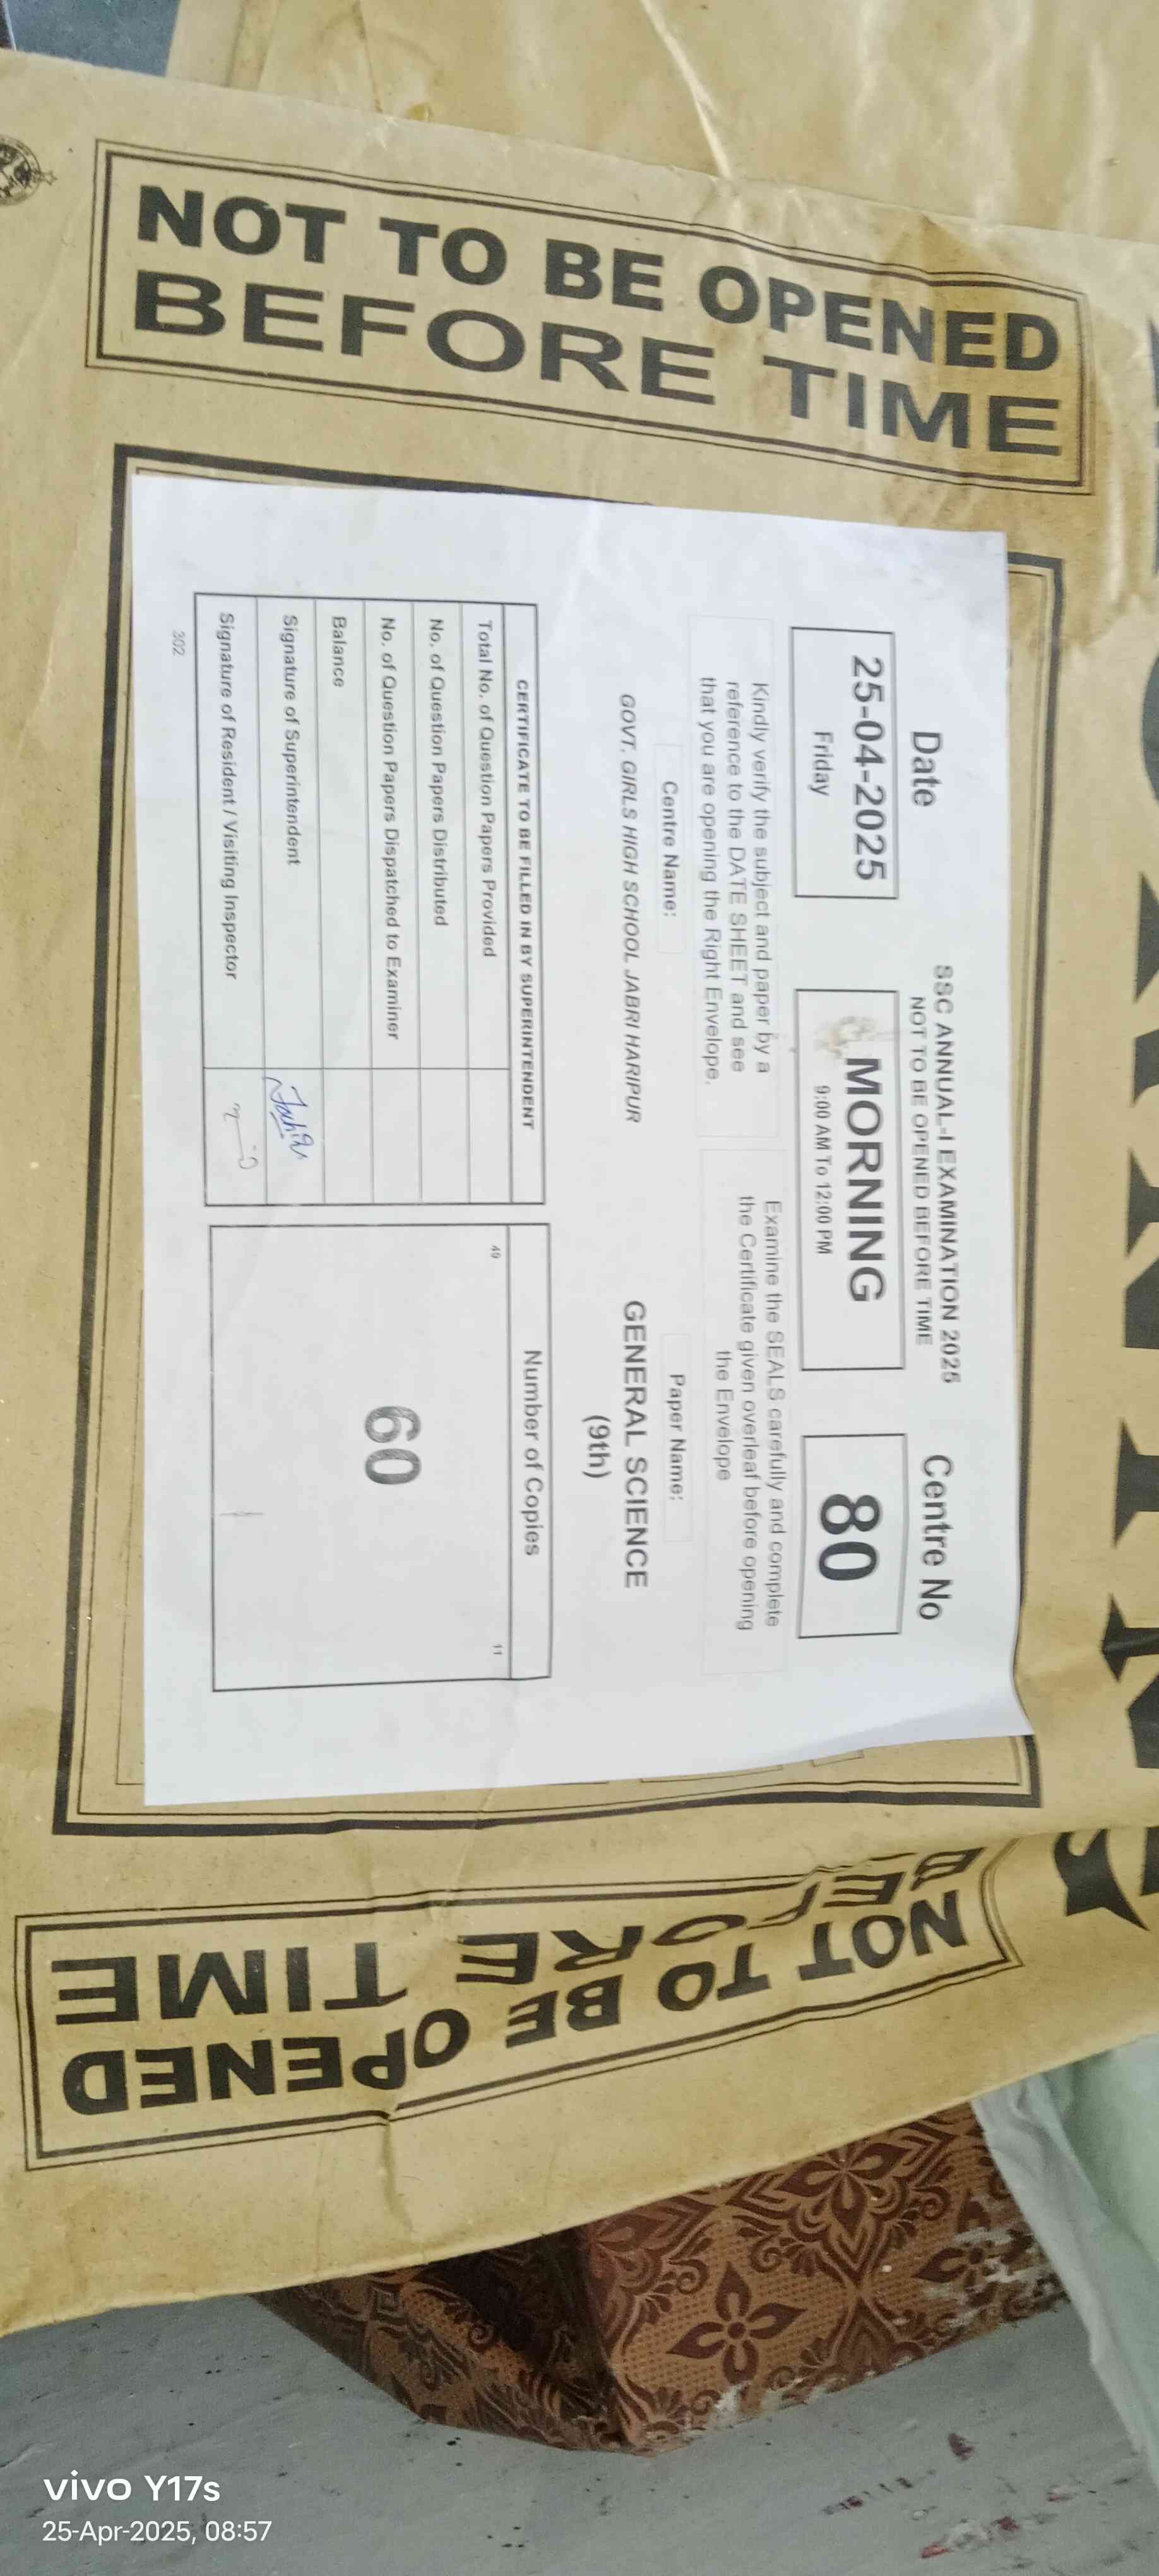 NOT TO BE OPENED
BEFORE TIME
SSC ANNUAL-I EXAMINATION 2025
NOT TO BE OPENED BEFORE TIME
Date
25-04-2025
Friday
MORNING
9:00 AM To 12:00 PM
Centre No
80
Kindly verify the subject and paper by a
reference to the DATE SHEET and see
that you are opening the Right Envelope.
Examine the SEALS carefully and complete
the Certificate given overleaf before opening
the Envelope
Centre Name:
GOVT. GIRLS HIGH SCHOOL JABRI HARIPUR
Paper Name:
GENERAL SCIENCE
(9th)
CERTIFICATE TO BE FILLED IN BY SUPERINTENDENT
Total No. of Question Papers Provided
No. of Question Papers Distributed
No. of Question Papers Dispatched to Examiner
Balance
Signature of Superintendent
Signature of Resident / Visiting Inspector
302
Number of Copies
49
11
60
NOT TO BE OPENED
BEFORE TIME
vivo Y17s
25-Apr-2025, 08:57